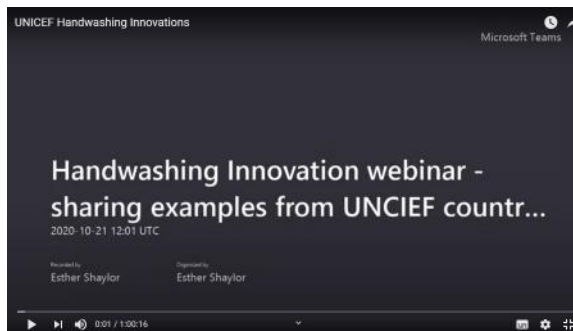 UNICEF Handwashing Innovations
Microsoft Teams
Handwashing Innovation webinar -
sharing examples from UNCIEF countr...
2020-10-21 12:01 UTC
Recorded by
Organized by
Esther Shaylor
Esther Shaylor
0:01 / 1:00:16